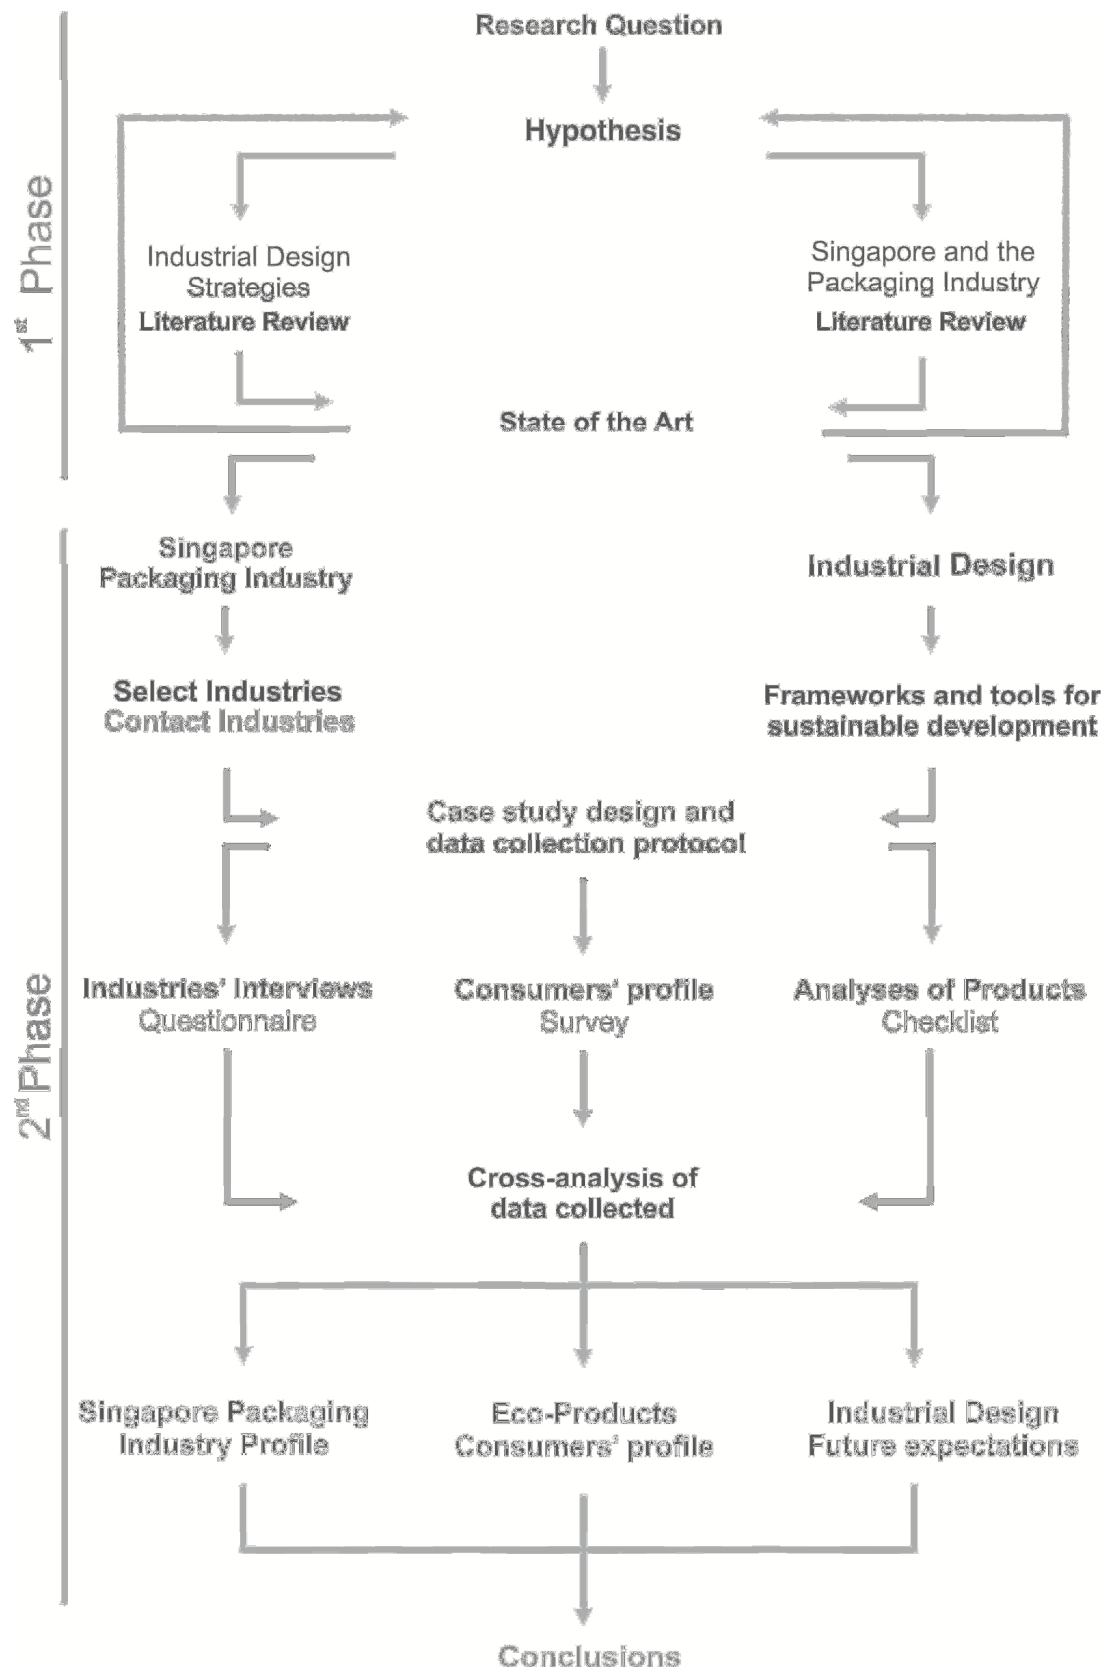 Research Question
Hypothesis
1st Phase
Industrial Design
Strategies
Literature Review
Singapore and the
Packaging Industry
Literature Review
State of the Art
Singapore
Packaging Industry
Industrial Design
Select Industries
Contact Industries
Frameworks and tools for
sustainable development
Case study design and
data collection protocol
2nd Phase
Industries' Interviews
Questionnaire
Consumers' profile
Survey
Analyses of Products
Checklist
Cross-analysis of
data collected
Singapore Packaging
Industry Profile
Eco-Products
Consumers' profile
Industrial Design
Future expectations
Conclusions